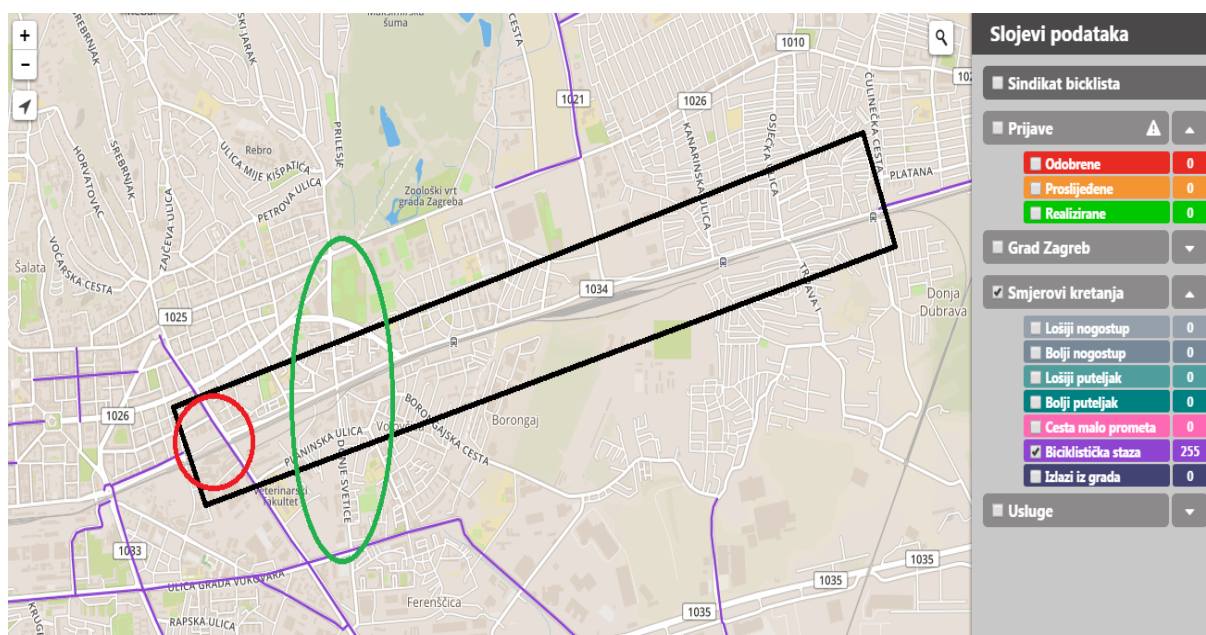 Maksimirska
šuma
CESTA
1010
ČULINEČKA CESTA
102
1021
1026
KANARINSKA ULICA
OSJEČKA ULICA
PLATANA
SREBRNJAK
HORVATOVAC
ZAJČEVA ULICA
Rebro
ULICA MIJE KIŠPATIĆA
PRILESJE
PETROVA ULICA
Zoološki vrt
grada Zagreba
VOĆARSKA CESTA
Šalata
1025
1034
TRNAVA I
Donja
Dubrava
1026
BORONGAJSKA CESTA
Borongaj
PLANINSKA ULICA
DONJE SVETICE
Veterinarski
fakultet
1033
ULICA GRADA VUKOVARA
1035
1035
1035
Ferenščica
RAPSKA ULICA
+
−
Slojevi podataka
Sindikat bicklista
Prijave
Odobrene 0
Proslijeđene 0
Realizirane 0
Grad Zagreb
Smjerovi kretanja
Lošiji nogostup 0
Bolji nogostup 0
Lošiji puteljak 0
Bolji puteljak 0
Cesta malo prometa 0
Biciklistička staza 255
Izlazi iz grada 0
Usluge